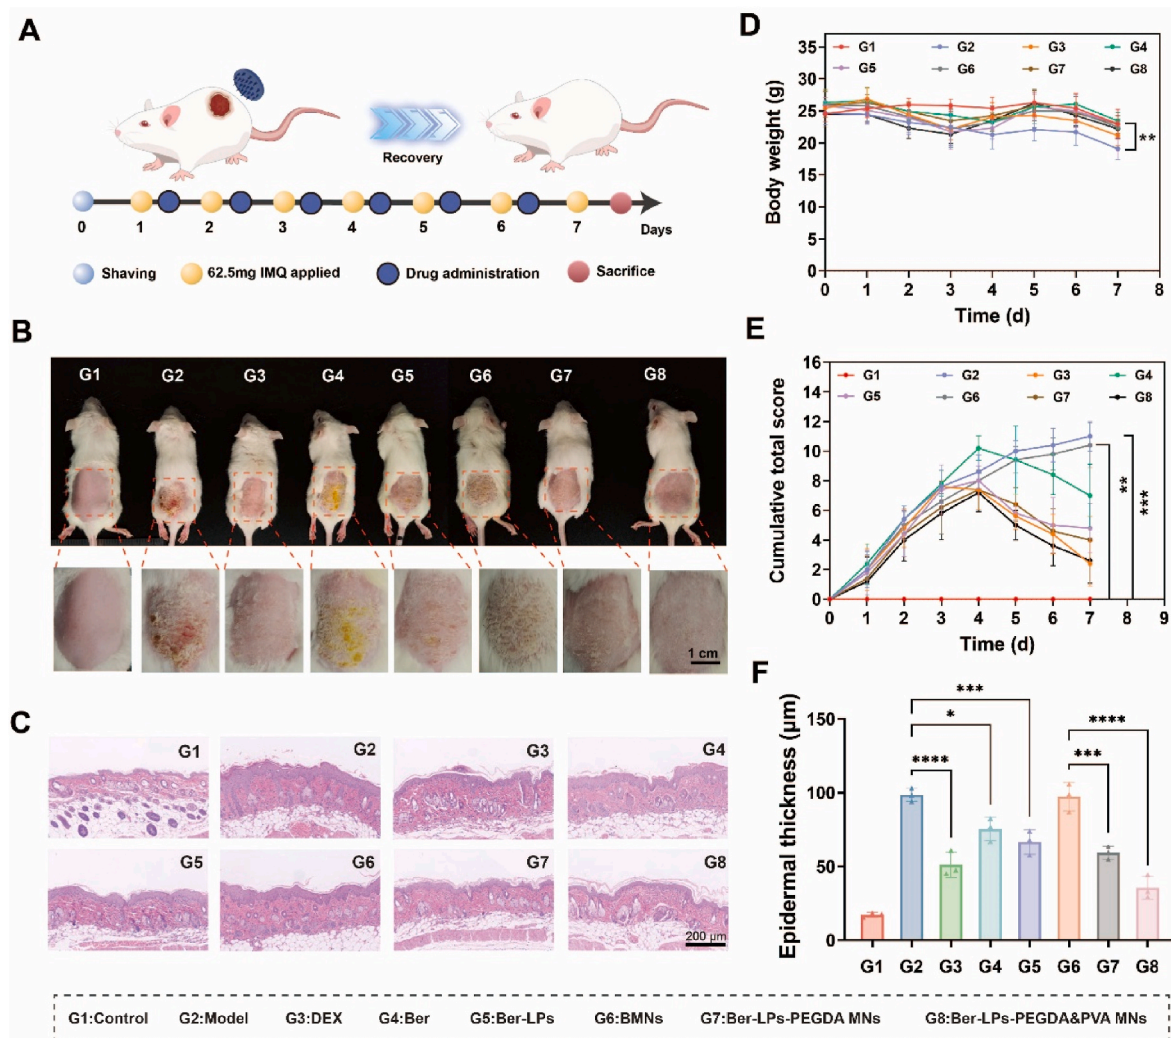 A
Recovery
0 1 2 3 4 5 6 7 Days
Shaving 62.5mg IMQ applied Drug administration Sacrifice
B
G1 G2 G3 G4 G5 G6 G7 G8
1 cm
C
G1 G2 G3 G4
G5 G6 G7 G8
200 µm
D
Body weight (g)
35
30
25
20
15
10
5
0
G1 G2 G3 G4
G5 G6 G7 G8
**
0 1 2 3 4 5 6 7 8
Time (d)
E
Cumulative total score
16
14
12
10
8
6
4
2
0
G1 G2 G3 G4
G5 G6 G7 G8
**
***
0 1 2 3 4 5 6 7 8 9
Time (d)
F
Epidermal thickness (µm)
150
100
50
0
***
*
****
****
***
G1 G2 G3 G4 G5 G6 G7 G8
G1:Control G2:Model G3:DEX G4:Ber G5:Ber-LPs G6:BMNs G7:Ber-LPs-PEGDA MNs G8:Ber-LPs-PEGDA&PVA MNs